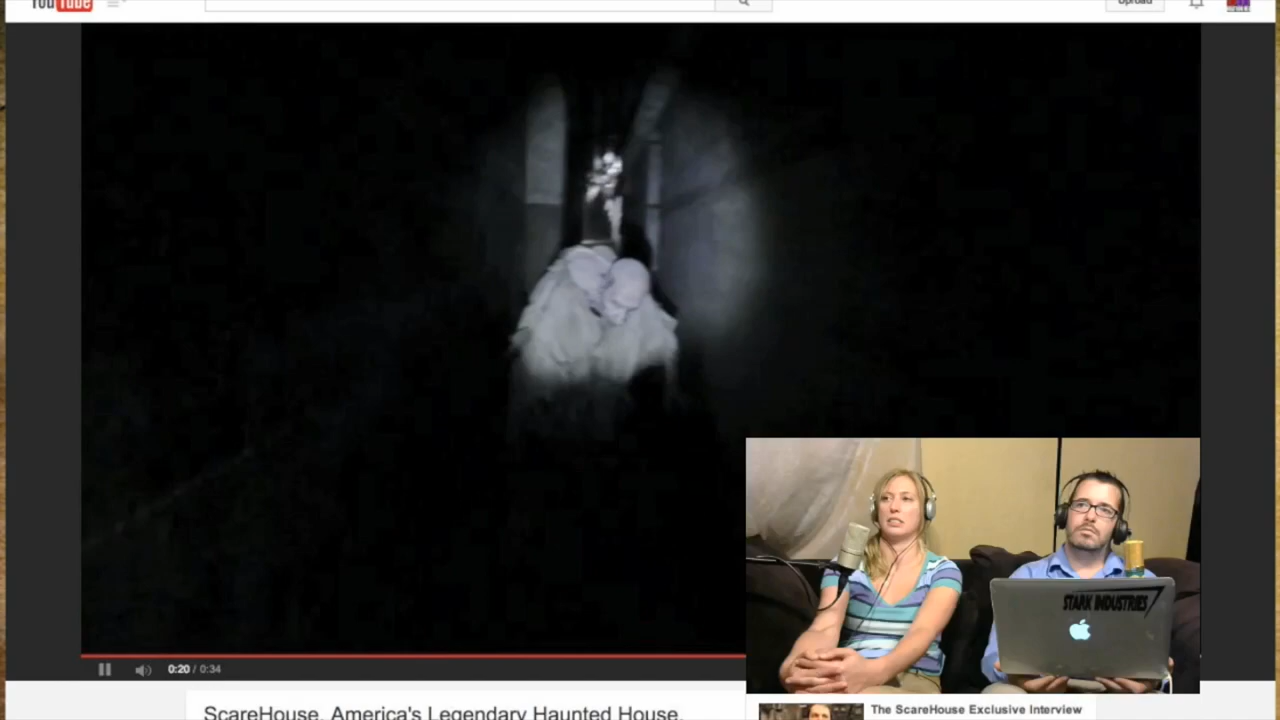 YouTube
Upload
STARK INDUSTRIES
0:20 / 0:34
ScareHouse, America's Legendary Haunted House,
The ScareHouse Exclusive Interview